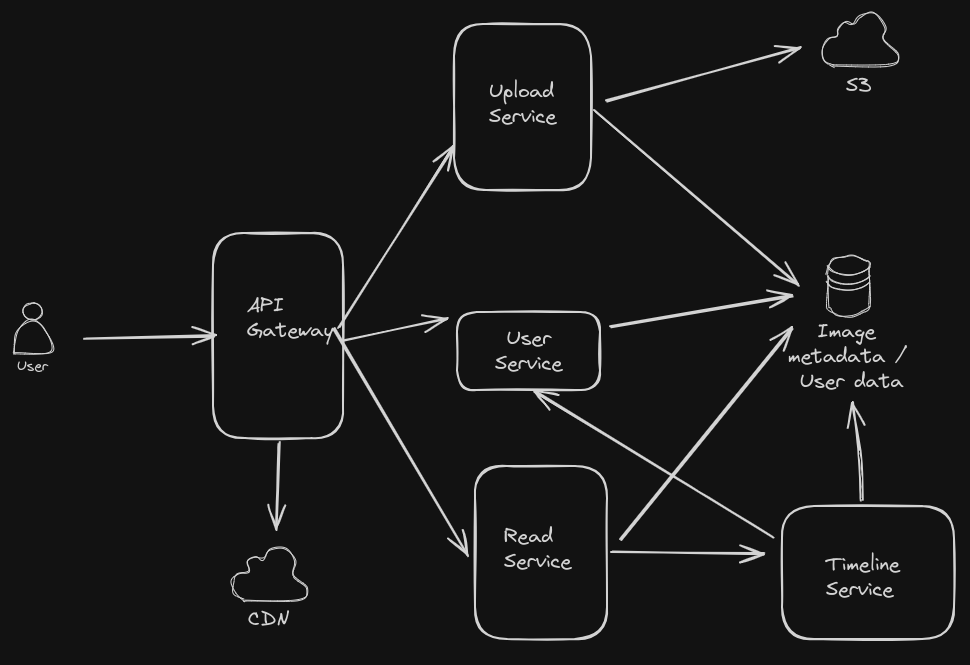 Upload
Service
S3
API
Gateway
User
User
Service
Image
metadata /
User data
Read
Service
Timeline
Service
CDN